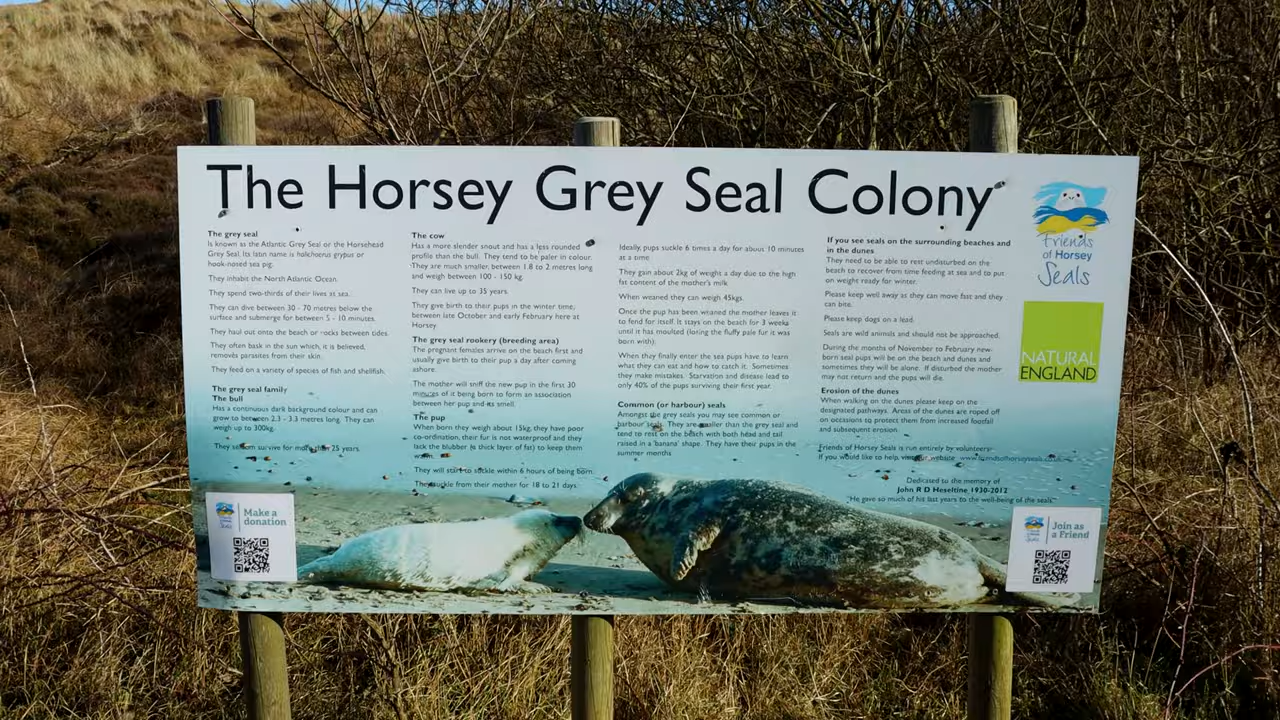 The Horsey Grey Seal Colony
The grey seal
Is known as the Atlantic Grey Seal or the Horsehead
Grey Seal. Its latin name is halichoerus grypus or
hook-nosed sea pig.
They inhabit the North Atlantic Ocean.
They spend two-thirds of their lives at sea.
They can dive between 30 - 70 metres below the
surface and submerge for between 5 - 10 minutes.
They haul out onto the beach or rocks between tides.
They often bask in the sun which, it is believed,
removes parasites from their skin.
They feed on a variety of species of fish and shellfish.
The grey seal family
The bull
Has a continuous dark background colour and can
grow to between 2.3 - 3.3 metres long. They can
weigh up to 300kg.
They seldom survive for more than 25 years.
The cow
Has a more slender snout and has a less rounded
profile than the bull. They tend to be paler in colour.
They are much smaller, between 1.8 to 2 metres long
and weigh between 100 - 150 kg.
They can live up to 35 years.
They give birth to their pups in the winter time,
between late October and early February here at
Horsey
The grey seal rookery (breeding area)
The pregnant females arrive on the beach first and
usually give birth to their pup a day after coming
ashore.
The mother will sniff the new pup in the first 30
minutes of it being born to form an association
between her pup and its smell.
The pup
When born they weigh about 15kg, they have poor
co-ordination, their fur is not waterproof and they
lack the blubber (a thick layer of fat) to keep them
warm.
They will start to suckle within 6 hours of being born.
They suckle from their mother for 18 to 21 days.
Ideally, pups suckle 6 times a day for about 10 minutes
at a time
They gain about 2kg of weight a day due to the high
fat content of the mother's milk
When weaned they can weigh 45kgs.
Once the pup has been weaned the mother leaves it
to fend for itself. It stays on the beach for 3 weeks
until it has moulted (losing the fluffy pale fur it was
born with).
When they finally enter the sea pups have to learn
what they can eat and how to catch it. Sometimes
they make mistakes. Starvation and disease lead to
only 40% of the pups surviving their first year.
Common (or harbour) seals
Amongst the grey seals you may see common or
harbour seals. They are smaller than the grey seal and
tend to rest on the beach with both head and tail
raised in a 'banana' shape. They have their pups in the
summer months
If you see seals on the surrounding beaches and
in the dunes
They need to be able to rest undisturbed on the
beach to recover from time feeding at sea and to put
on weight ready for winter.
Please keep well away as they can move fast and they
can bite.
Please keep dogs on a lead.
Seals are wild animals and should not be approached.
During the months of November to February new-
born seal pups will be on the beach and dunes and
sometimes they will be alone. If disturbed the mother
may not return and the pups will die.
Erosion of the dunes
When walking on the dunes please keep on the
designated pathways. Areas of the dunes are roped off
on occasions to protect them from increased footfall
and subsequent erosion.
Friends of Horsey Seals is run entirely by volunteers.
If you would like to help, visit our website www.friendsofhorseyseals.co.uk
Dedicated to the memory of
John R D Heseltine 1930-2012
"He gave so much of his last years to the well-being of the seals."
Friends
of Horsey
Seals
NATURAL
ENGLAND
Make a
donation
Join as
a Friend